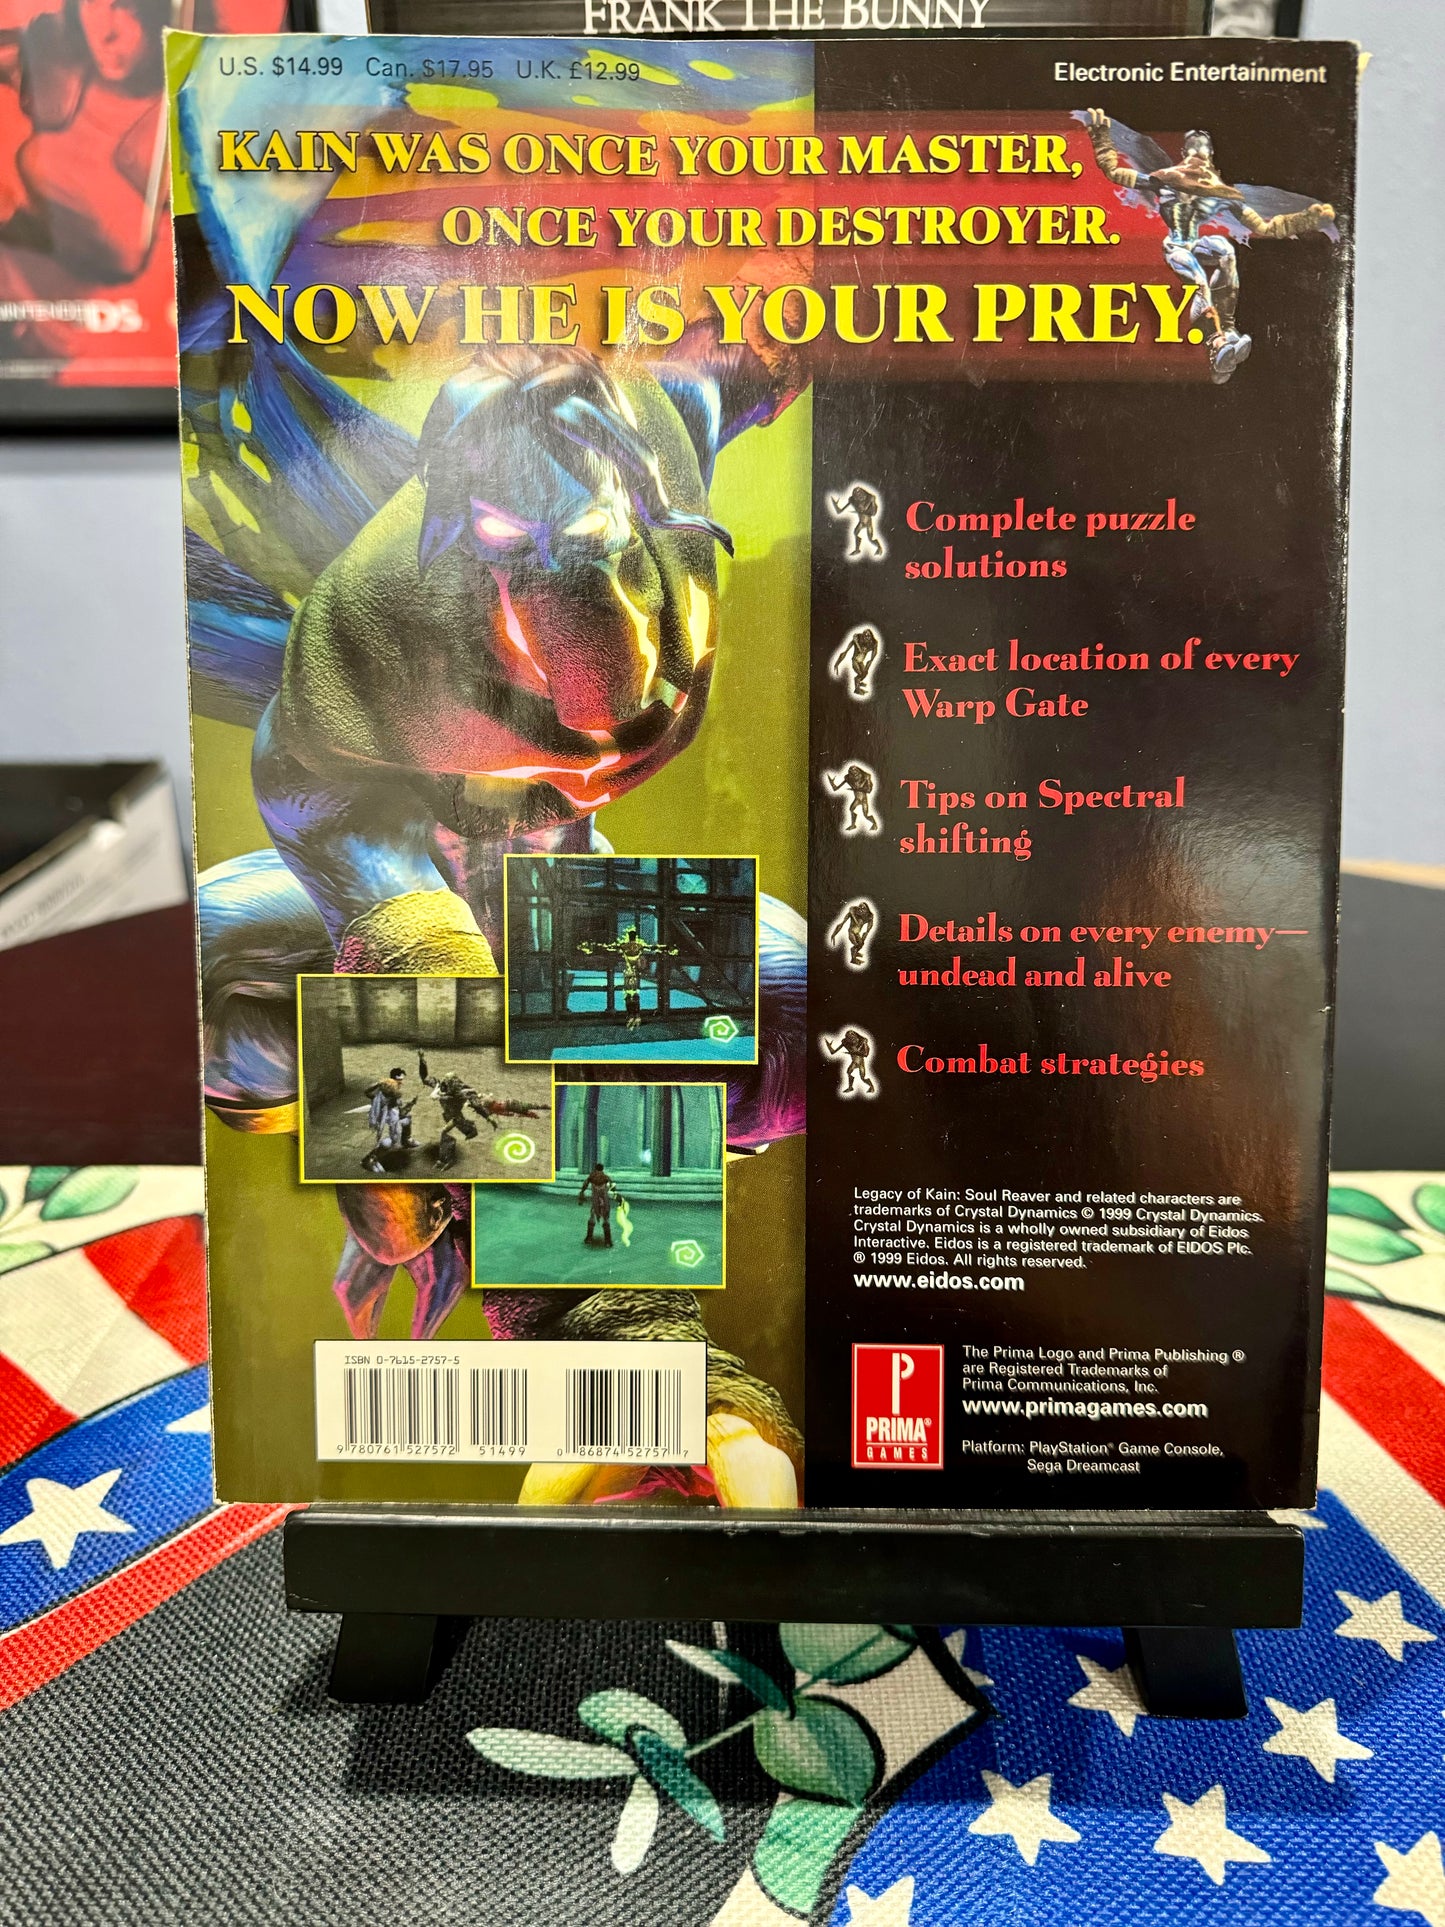 FRANK THE BUNNY
U.S. $14.99 Can. $17.95 U.K. £12.99
Electronic Entertainment
KAIN WAS ONCE YOUR MASTER,
ONCE YOUR DESTROYER.
NOW HE IS YOUR PREY.
Complete puzzle
solutions
Exact location of every
Warp Gate
Tips on Spectral
shifting
Details on every enemy—
undead and alive
Combat strategies
Legacy of Kain: Soul Reaver and related characters are
trademarks of Crystal Dynamics © 1999 Crystal Dynamics.
Crystal Dynamics is a wholly owned subsidiary of Eidos
Interactive. Eidos is a registered trademark of EIDOS Plc.
® 1999 Eidos. All rights reserved.
www.eidos.com
ISBN 0-7615-2757-5
9 780761 527572
51499
0 86874 52757 7
P
PRIMA®
GAMES
The Prima Logo and Prima Publishing ®
are Registered Trademarks of
Prima Communications, Inc.
www.primagames.com
Platform: PlayStation® Game Console,
Sega Dreamcast
NINTENDO DS